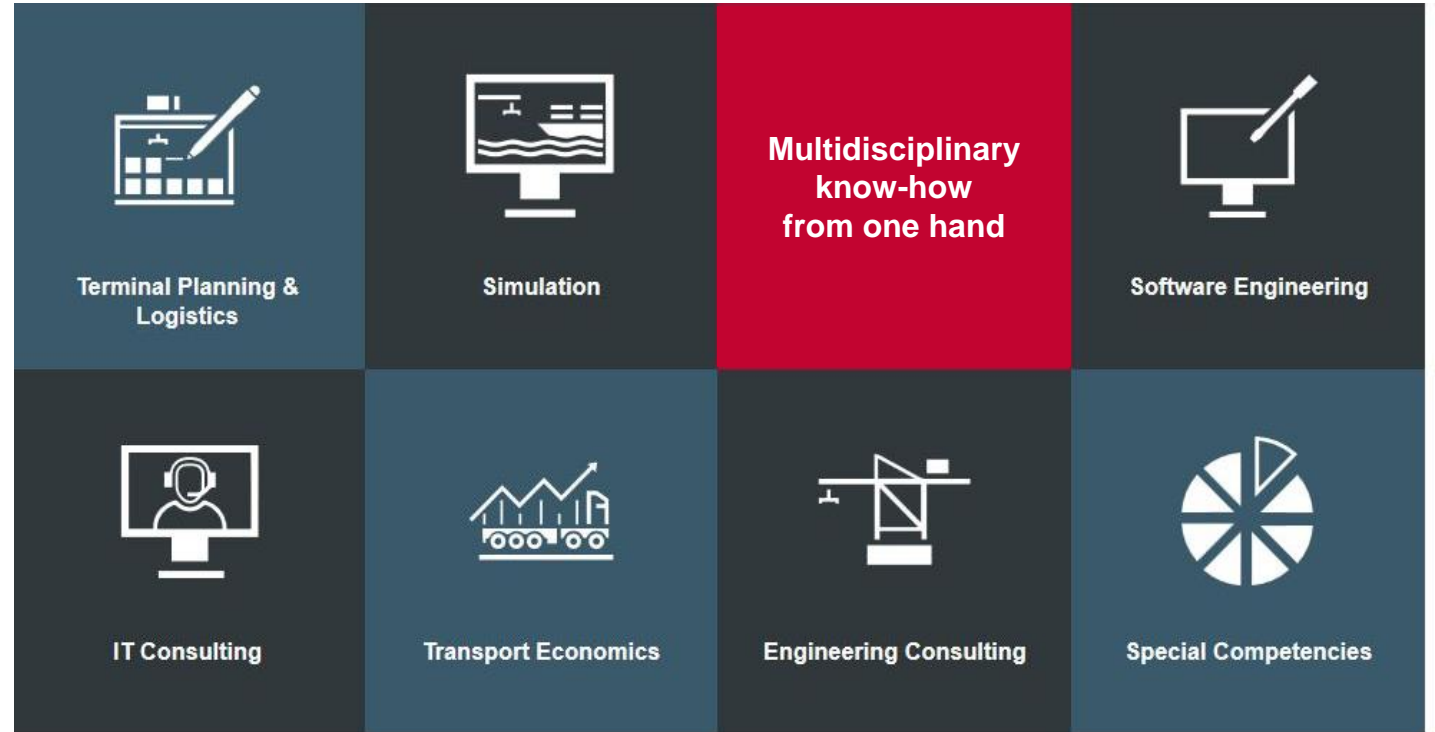 Terminal Planning &
Logistics
Simulation
Multidisciplinary
know-how
from one hand
Software Engineering
IT Consulting
Transport Economics
Engineering Consulting
Special Competencies